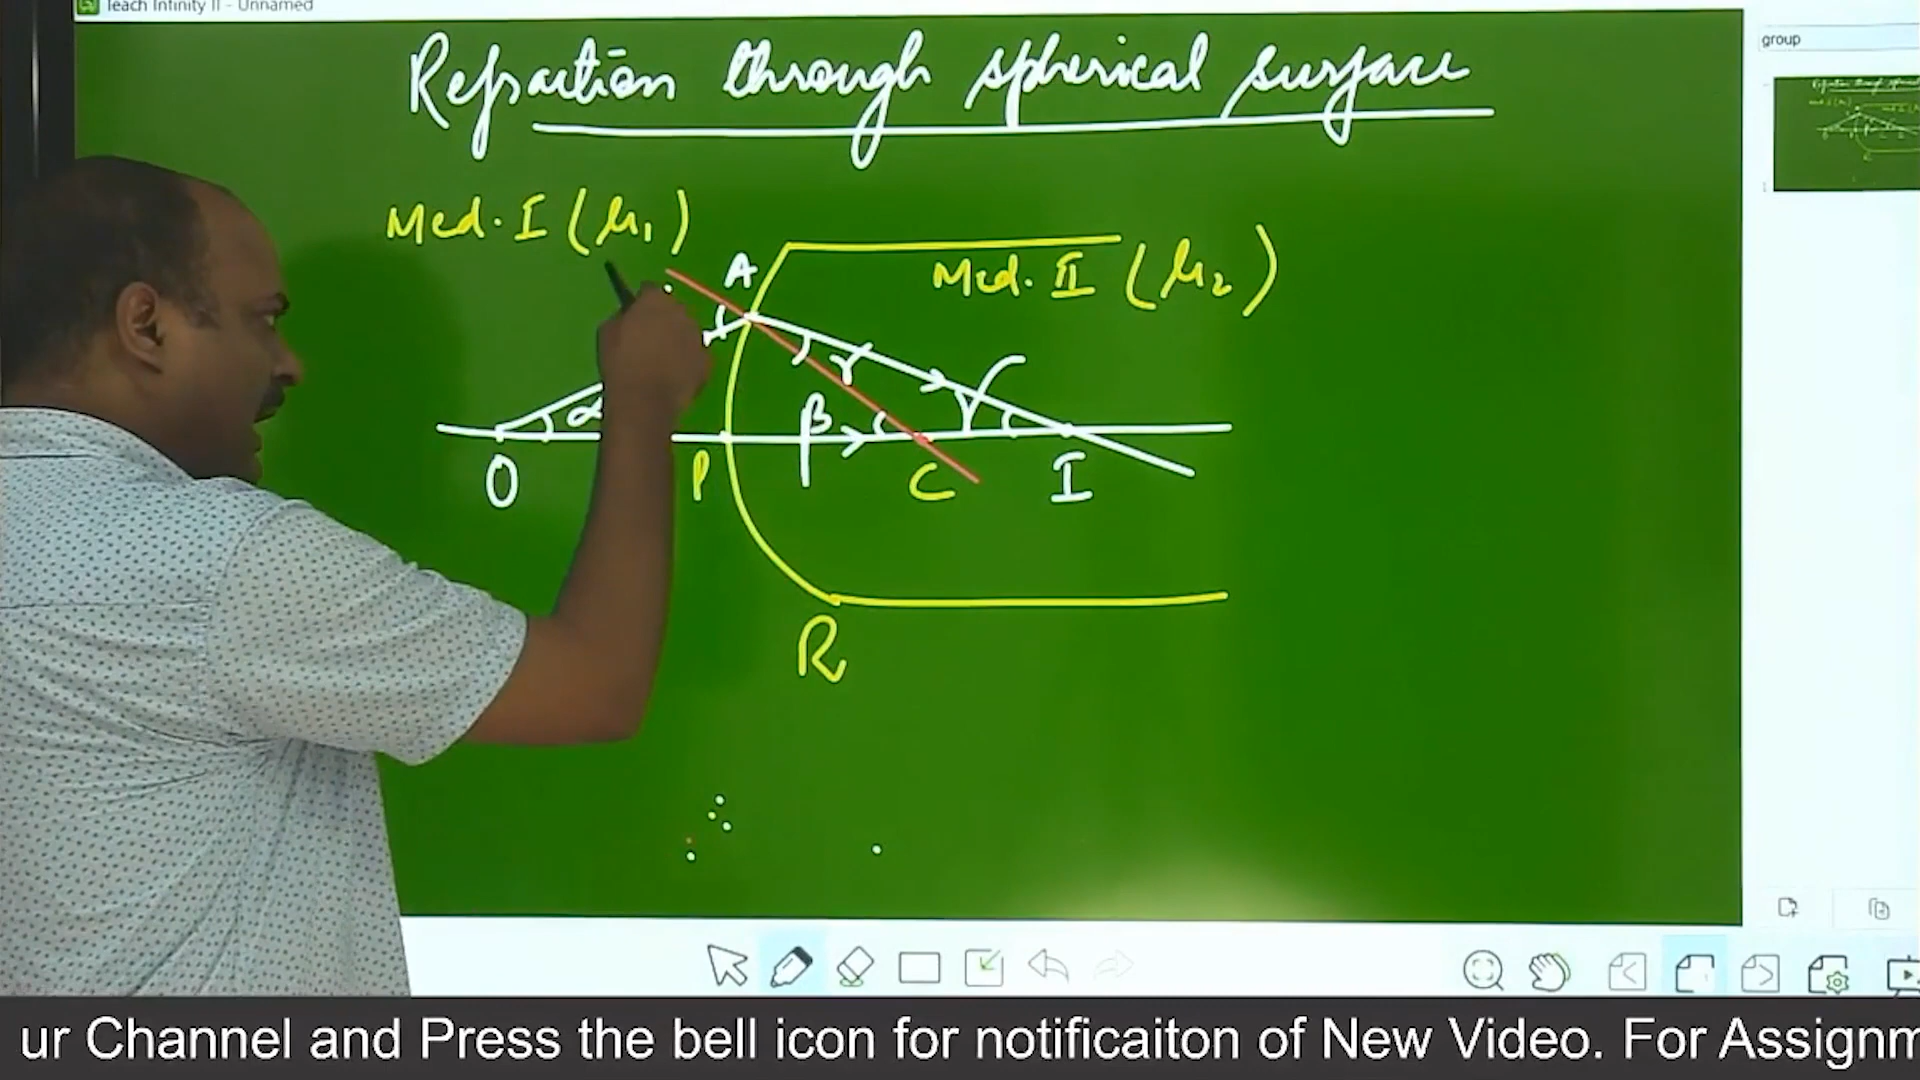 Teach Infinity II - Unnamed
group
Refraction through spherical surface
Med. I (μ1)
A
Med. II (μ2)
i
r
γ
α
β
O
P
C
I
R
ur Channel and Press the bell icon for notificaiton of New Video. For Assignm